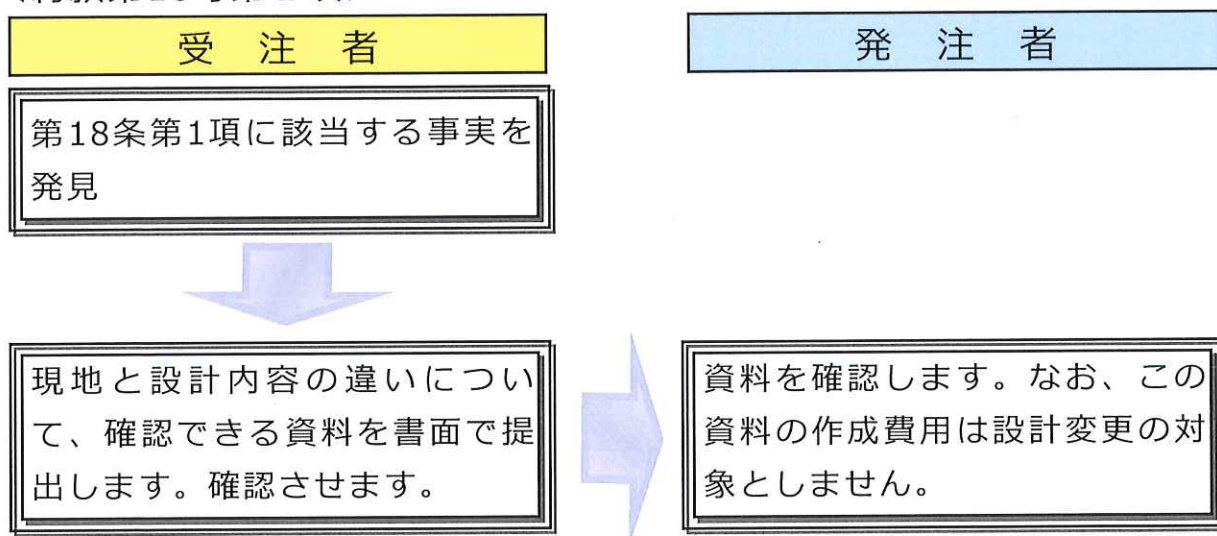 受 注 者
発 注 者
第18条第1項に該当する事実を
発見
現地と設計内容の違いについ
て、確認できる資料を書面で提
出します。確認させます。
資料を確認します。なお、この
資料の作成費用は設計変更の対
象としません。